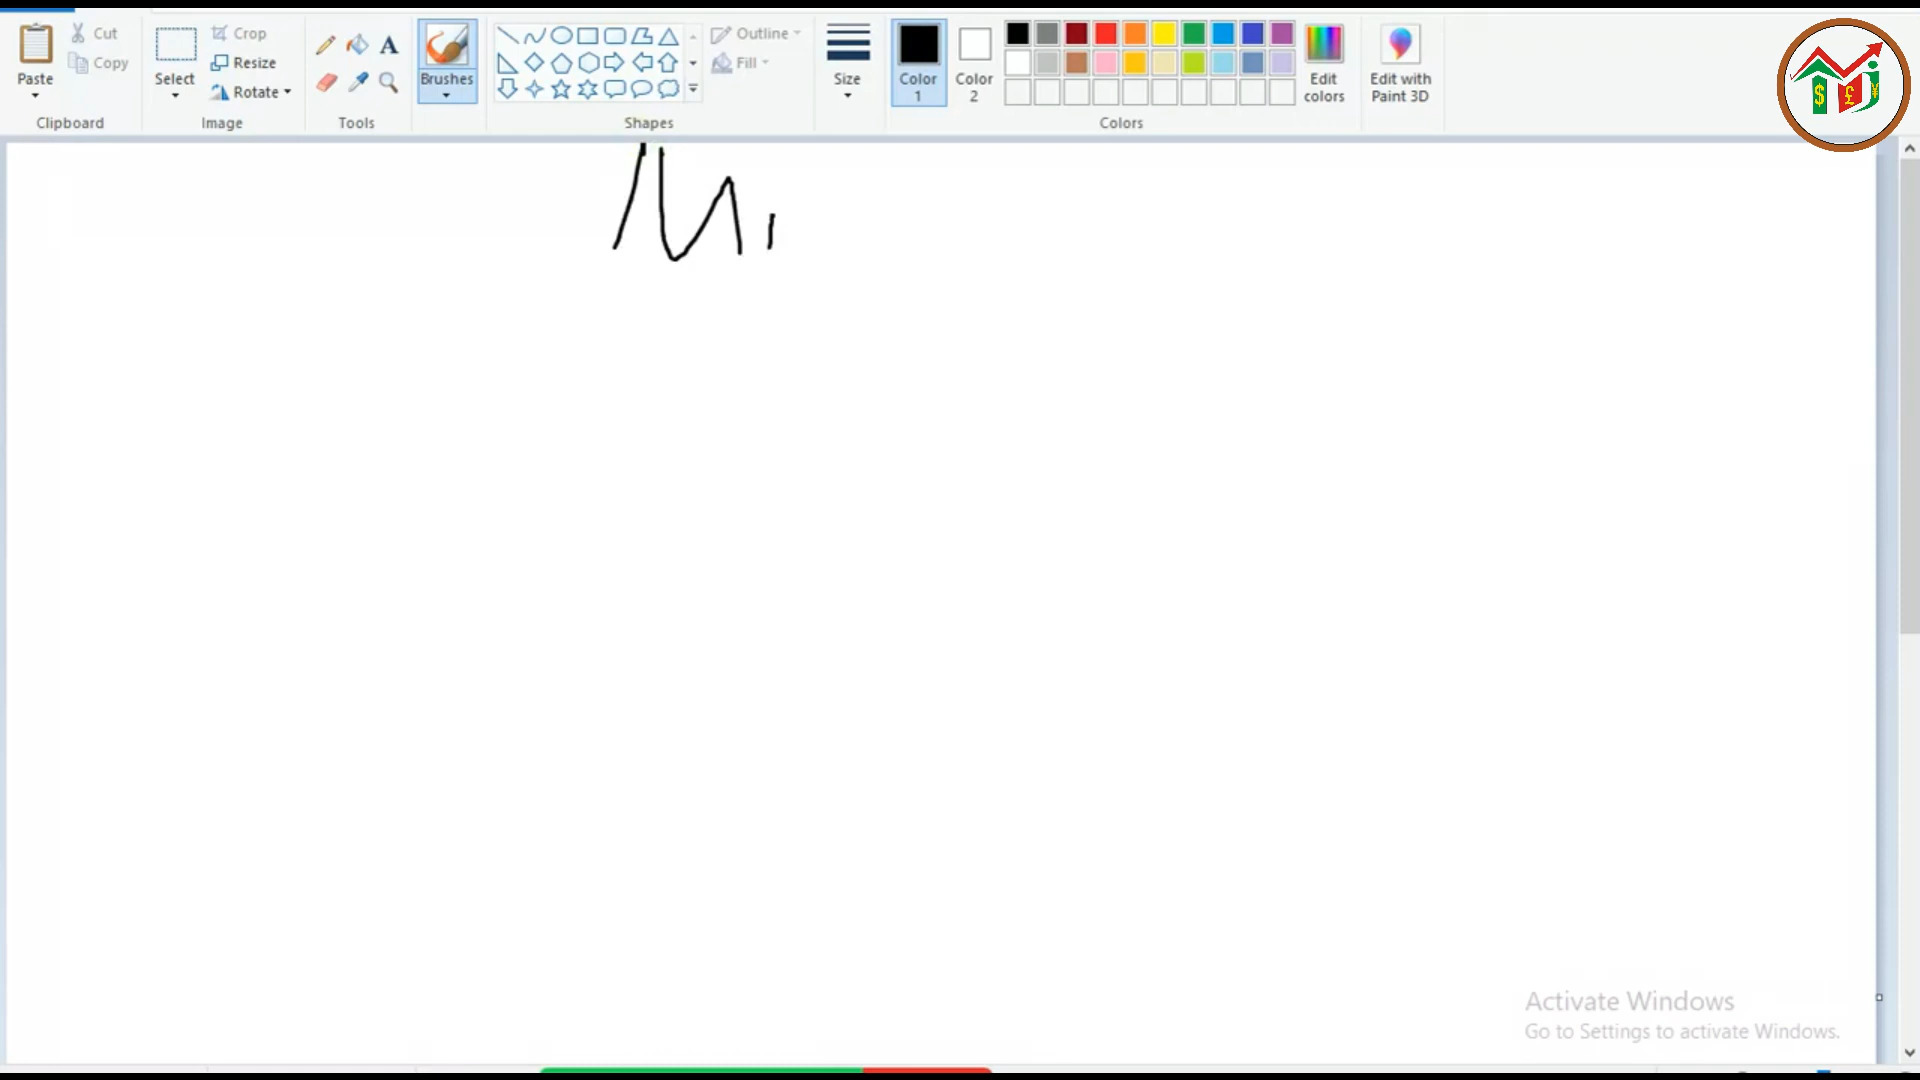 Cut
Copy
Paste
Clipboard
Crop
Resize
Rotate
Select
Image
A
Tools
Brushes
Shapes
Outline
Fill
Size
Color 1
Color 2
Colors
Edit colors
Edit with Paint 3D
$ £ ¥
M
Activate Windows
Go to Settings to activate Windows.